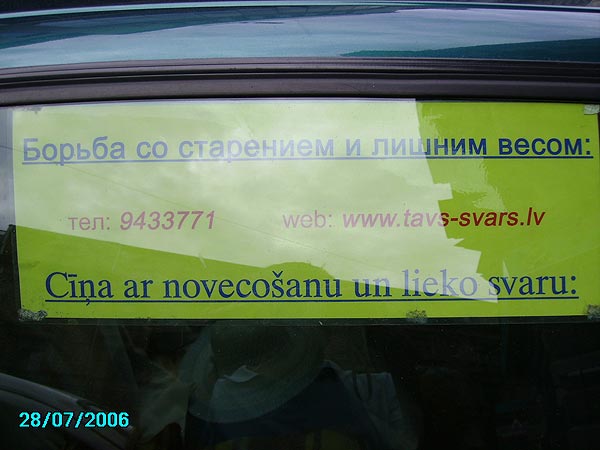 Борьба со старением и лишним весом:
тел: 9433771 web: www.tavs-svars.lv
Cīņa ar novecošanu un lieko svaru:
28/07/2006